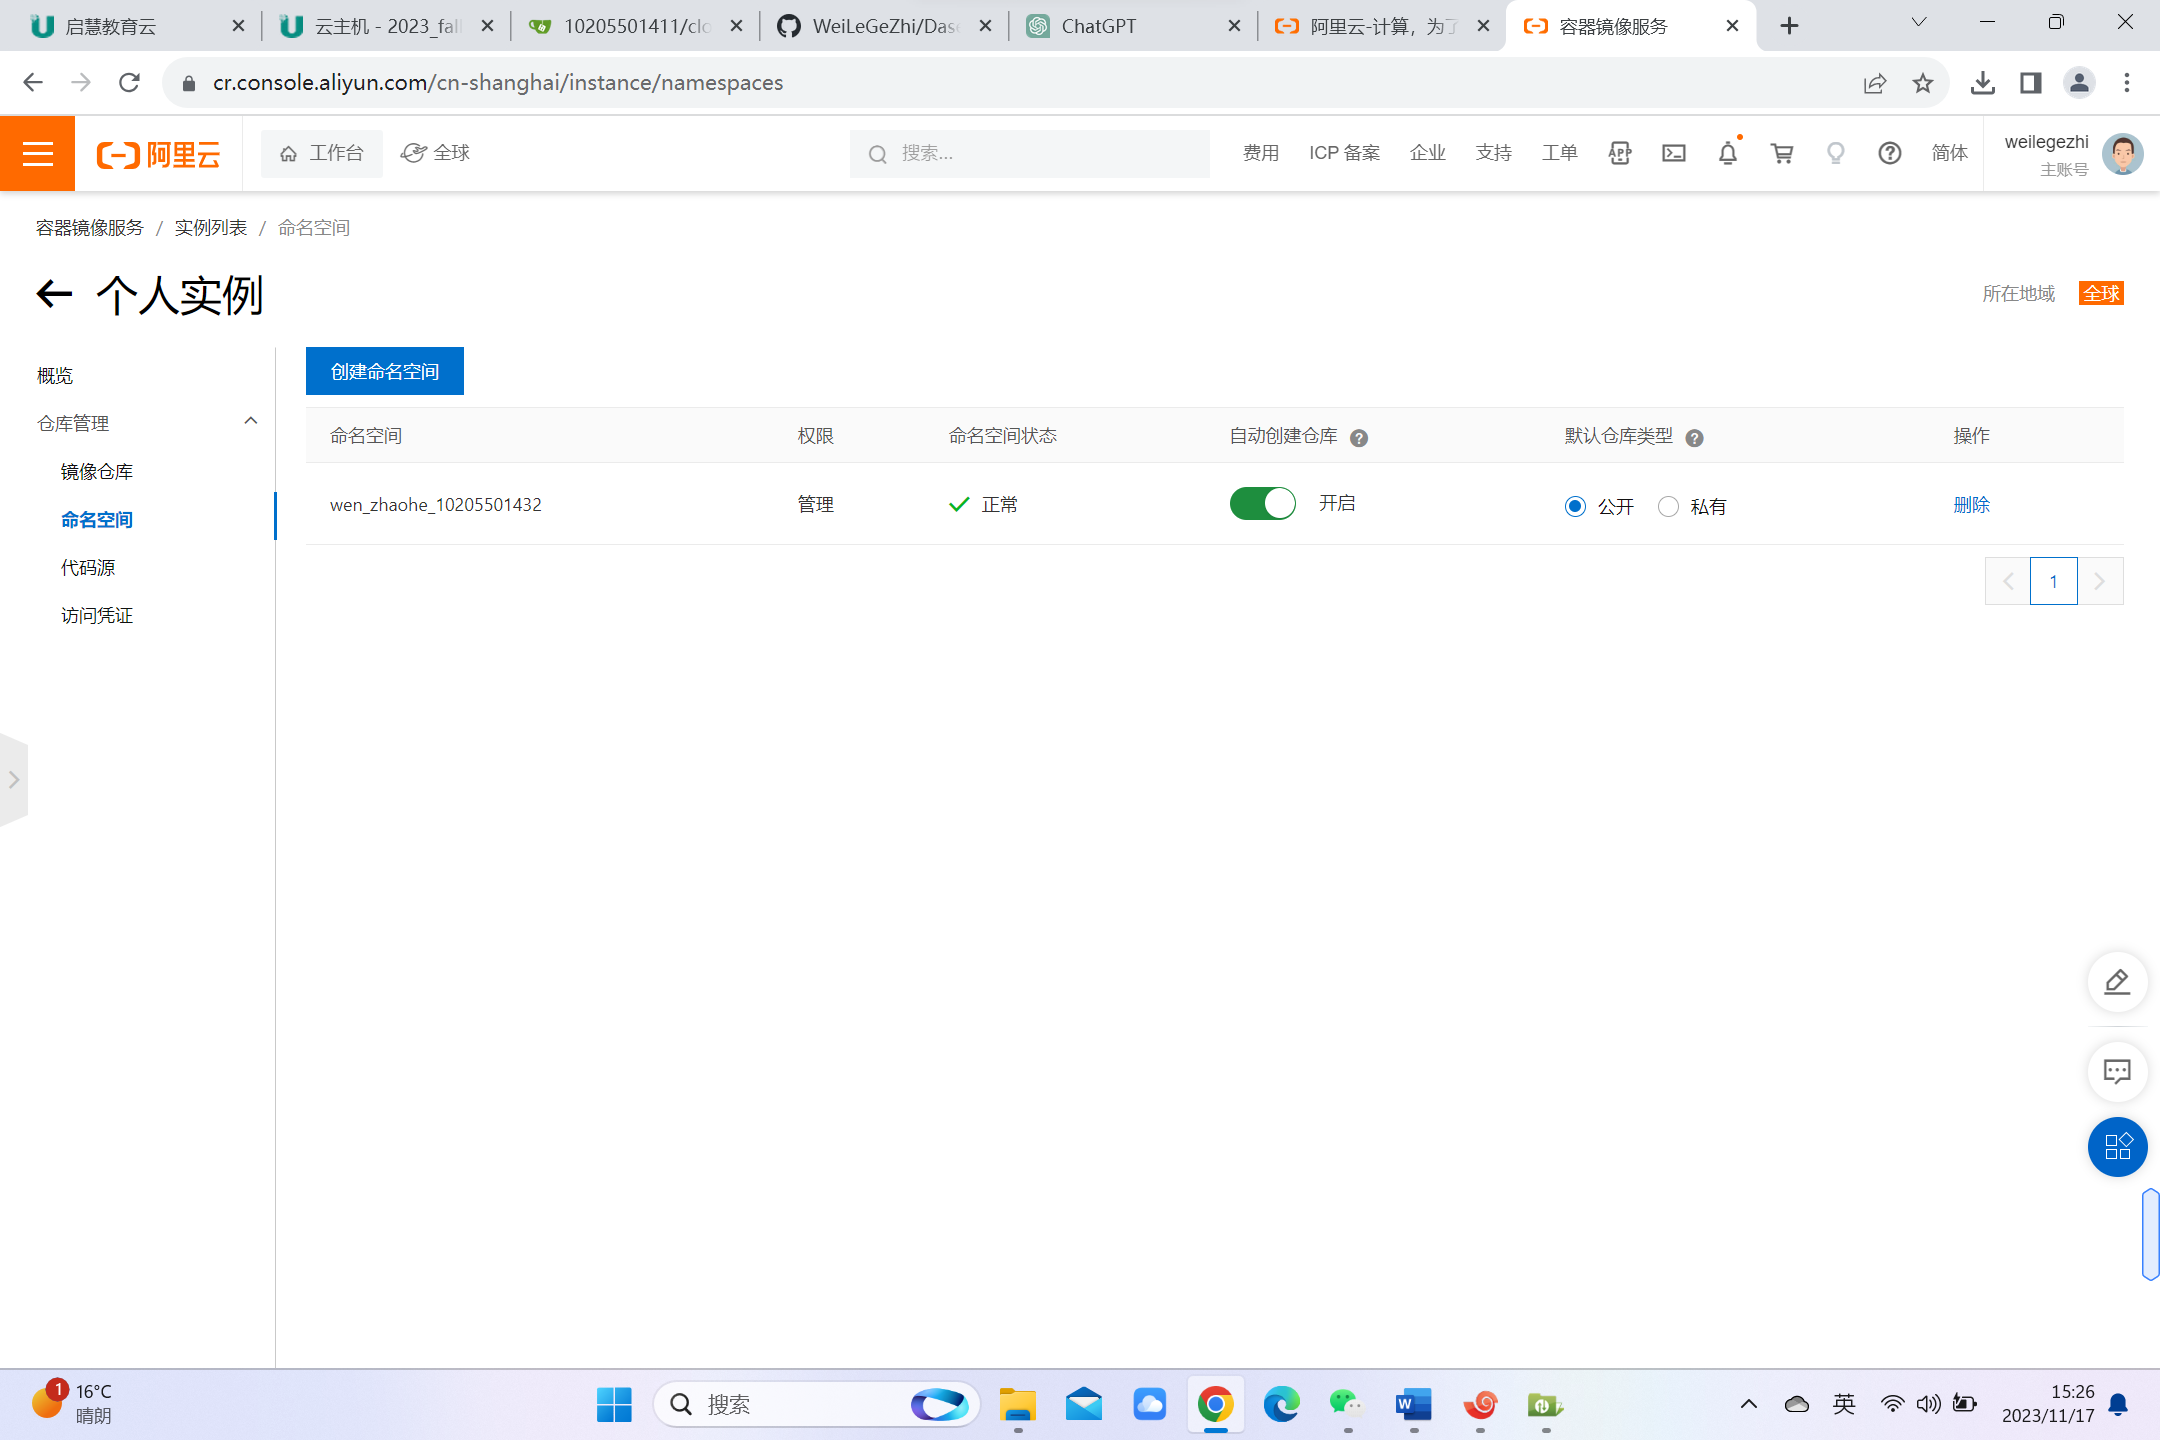 启慧教育云
云主机 - 2023_fall
10205501411/clo
WeiLeGeZhi/Dase
ChatGPT
阿里云-计算，为了
容器镜像服务
cr.console.aliyun.com/cn-shanghai/instance/namespaces
阿里云
工作台
全球
搜索...
费用
ICP 备案
企业
支持
工单
简体
weilegezhi
主账号
容器镜像服务 / 实例列表 / 命名空间
个人实例
所在地域 全球
概览
仓库管理
镜像仓库
命名空间
代码源
访问凭证
创建命名空间
命名空间 权限 命名空间状态 自动创建仓库 默认仓库类型 操作
wen_zhaohe_10205501432 管理 正常 开启 公开 私有 删除
1
1
16°C
晴朗
搜索
英
15:26
2023/11/17